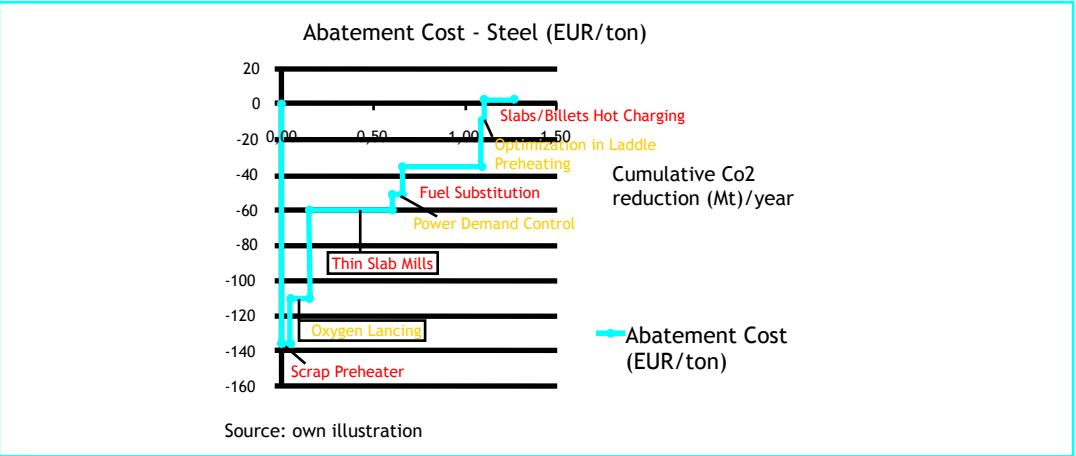 Abatement Cost - Steel (EUR/ton)
20
0
0,00 0,50 1,00 1,50
Slabs/Billets Hot Charging
-20
Optimization in Laddle
Preheating
-40
Cumulative Co2
reduction (Mt)/year
Fuel Substitution
-60
Power Demand Control
-80
Thin Slab Mills
-100
-120
Oxygen Lancing
Abatement Cost
(EUR/ton)
-140
Scrap Preheater
-160
Source: own illustration